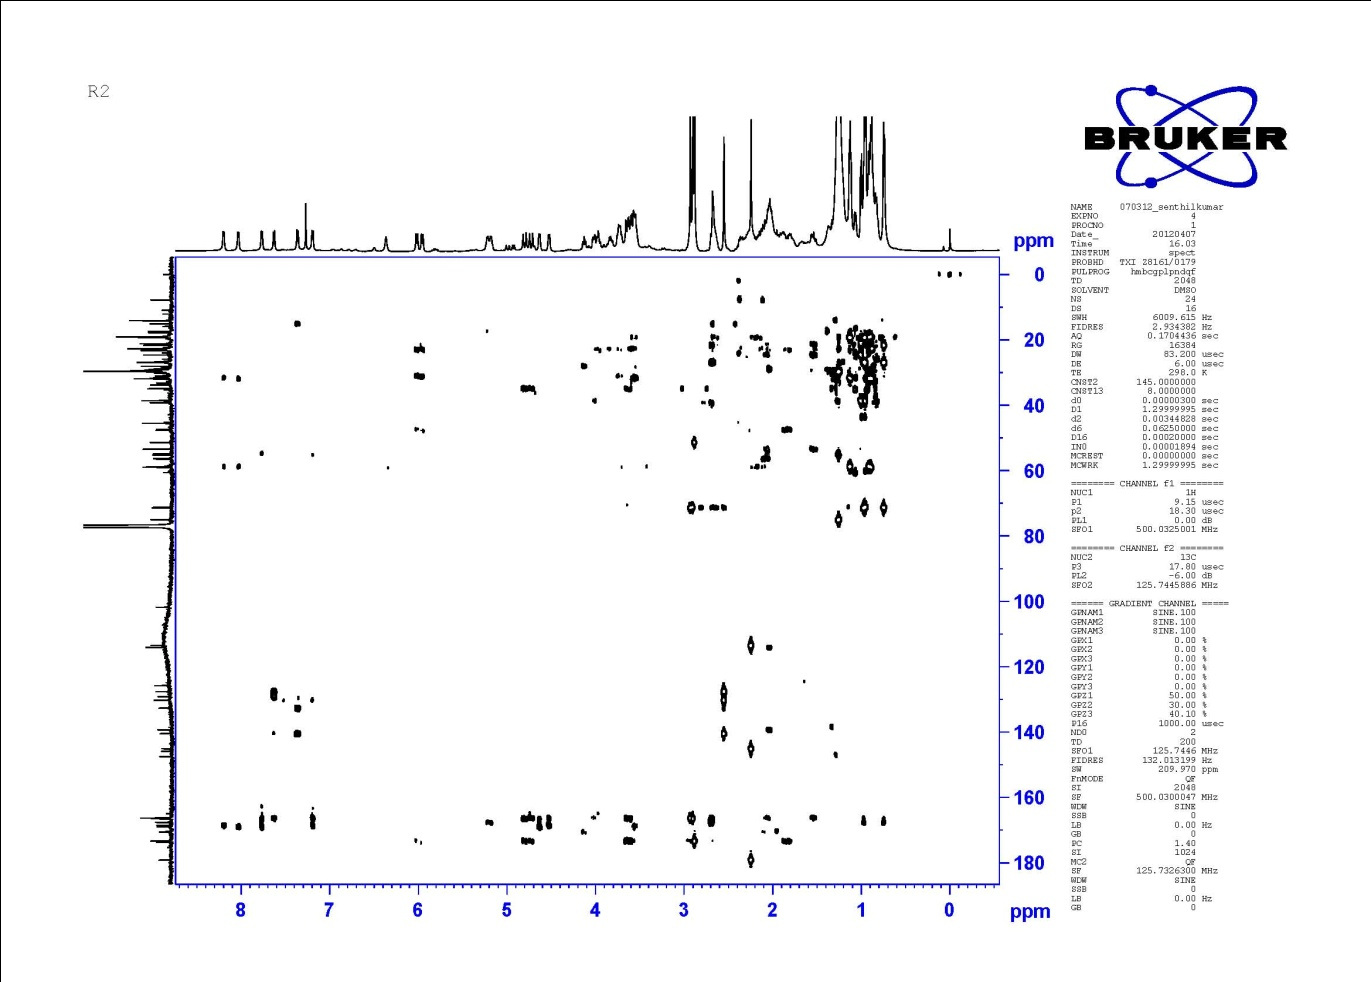 R2
BRUKER
NAME 070312_senthilkumar
EXPNO 4
PROCNO 1
Date_ 20120407
Time 16.03
INSTRUM spect
PROBHD TXI Z8161/0179
PULPROG hmbcgplpndqf
TD 2048
SOLVENT DMSO
NS 24
DS 16
SWH 6009.615 Hz
FIDRES 2.934382 Hz
AQ 0.1704436 sec
RG 16384
DW 83.200 usec
DE 6.00 usec
TE 298.0 K
CNST2 145.0000000
CNST13 8.0000000
d0 0.00000300 sec
D1 1.29999995 sec
d2 0.00344828 sec
d6 0.06250000 sec
D16 0.00020000 sec
IN0 0.00001894 sec
MCREST 0.00000000 sec
MCWRK 1.29999995 sec
======== CHANNEL f1 ========
NUC1 1H
P1 9.15 usec
p2 18.30 usec
PL1 0.00 dB
SFO1 500.0325001 MHz
======== CHANNEL f2 ========
NUC2 13C
P3 17.80 usec
PL2 -6.00 dB
SFO2 125.7445886 MHz
====== GRADIENT CHANNEL =====
GPNAM1 SINE.100
GPNAM2 SINE.100
GPNAM3 SINE.100
GPX1 0.00 %
GPX2 0.00 %
GPX3 0.00 %
GPY1 0.00 %
GPY2 0.00 %
GPY3 0.00 %
GPZ1 50.00 %
GPZ2 30.00 %
GPZ3 40.10 %
P16 1000.00 usec
ND0 2
TD 200
SFO1 125.7446 MHz
FIDRES 132.013199 Hz
SW 209.970 ppm
FnMODE QF
SI 2048
SF 500.0300047 MHz
WDW SINE
SSB 0
LB 0.00 Hz
GB 0
PC 1.40
SI 1024
MC2 QF
SF 125.7326300 MHz
WDW SINE
SSB 0
LB 0.00 Hz
GB 0
ppm
0
20
40
60
80
100
120
140
160
180
8 7 6 5 4 3 2 1 0 ppm